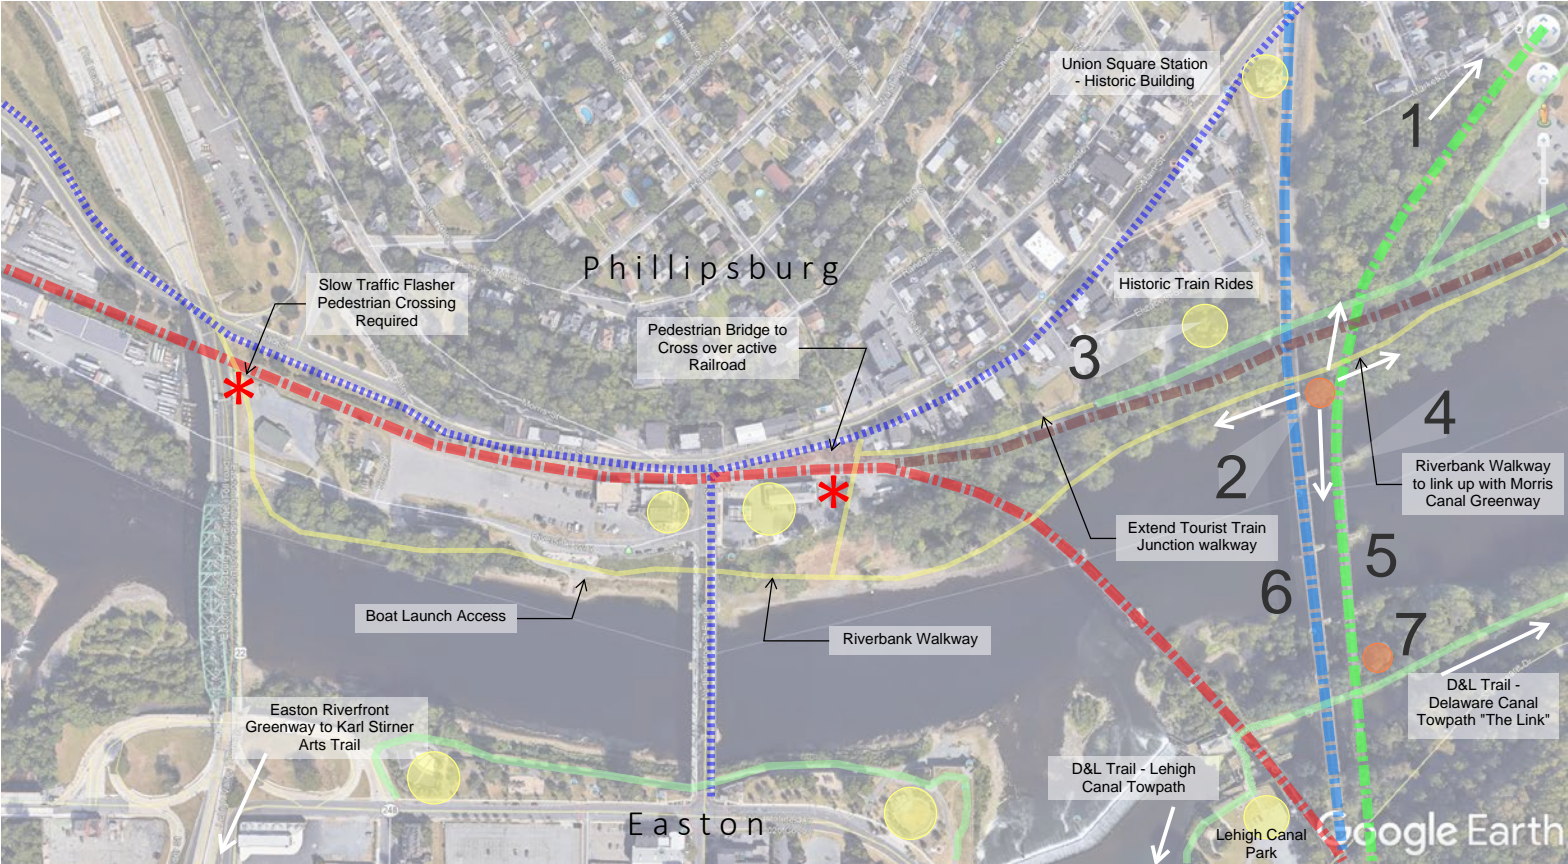 Union Square Station
- Historic Building
1
Phillipsburg
Slow Traffic Flasher
Pedestrian Crossing
Required
Historic Train Rides
Pedestrian Bridge to
Cross over active
Railroad
3
4
2
Riverbank Walkway
to link up with Morris
Canal Greenway
Extend Tourist Train
Junction walkway
5
6
Boat Launch Access
Riverbank Walkway
7
22
D&L Trail -
Delaware Canal
Towpath "The Link"
Easton Riverfront
Greenway to Karl Stirner
Arts Trail
D&L Trail - Lehigh
Canal Towpath
248
Easton
Lehigh Canal
Park
Google Earth